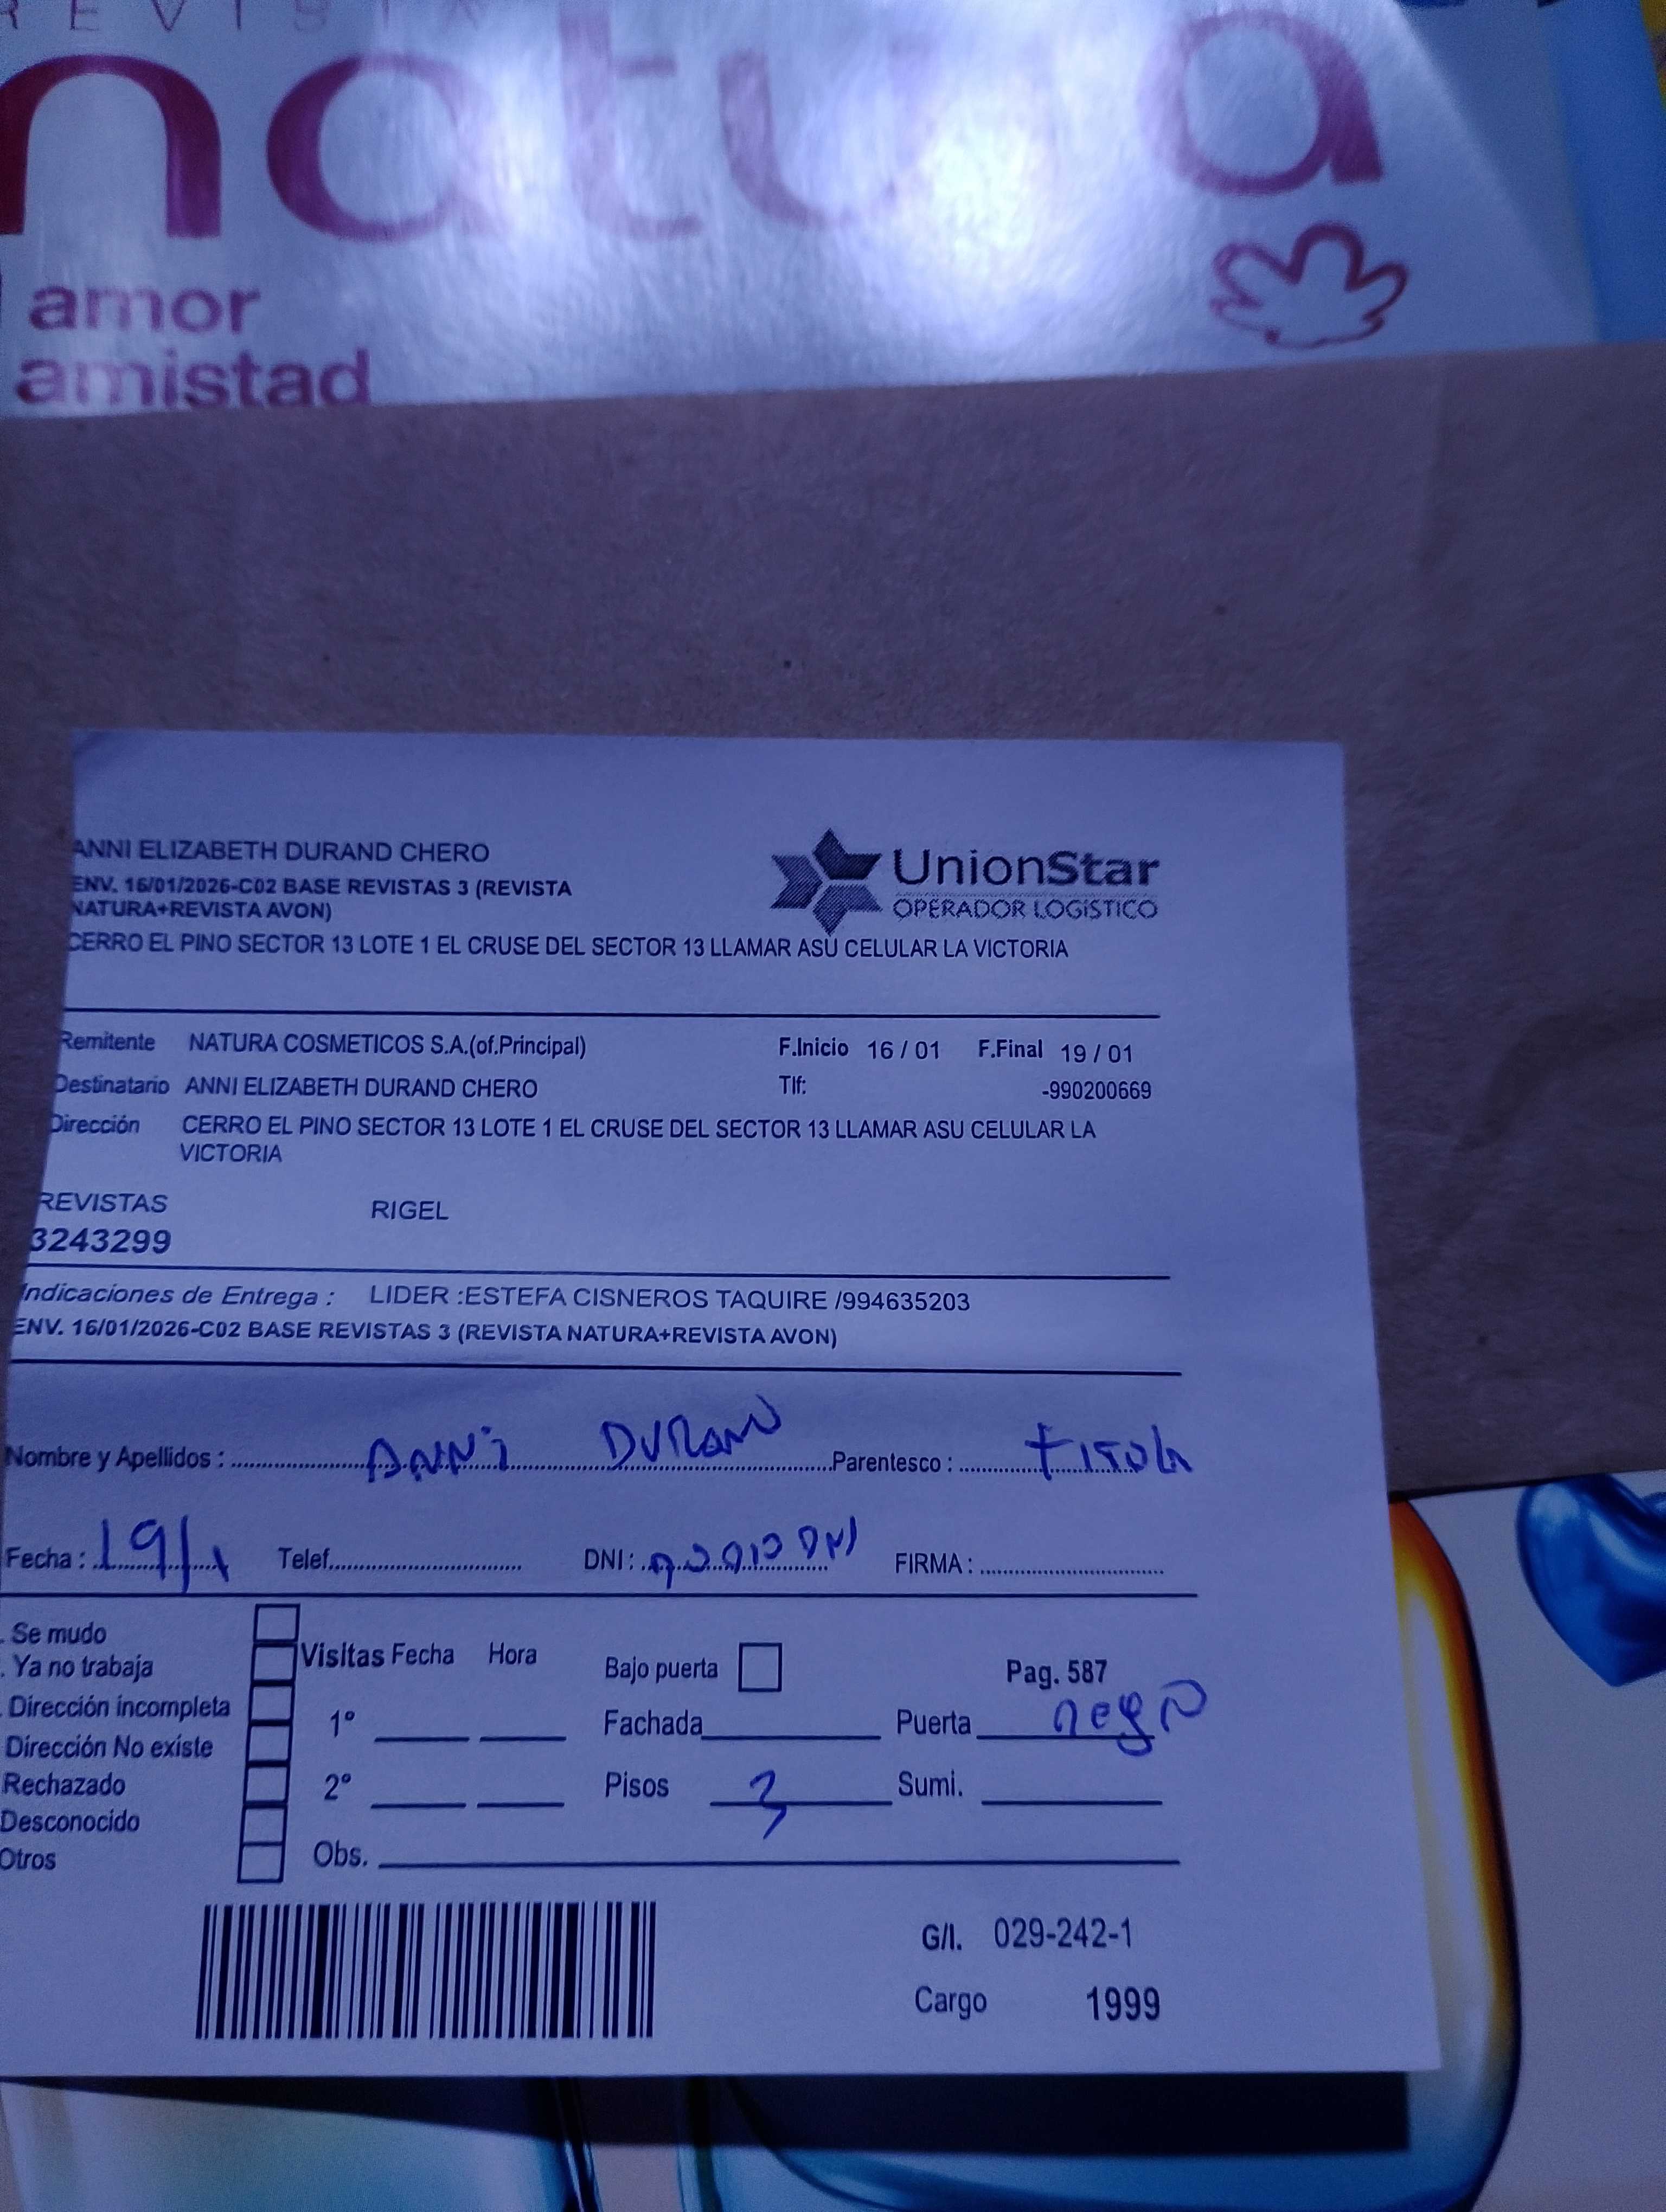 REVISTA
natura
amor
amistad
ANNI ELIZABETH DURAND CHERO
ENV. 16/01/2026-C02 BASE REVISTAS 3 (REVISTA
NATURA+REVISTA AVON)
UnionStar
OPERADOR LOGíSTICO
CERRO EL PINO SECTOR 13 LOTE 1 EL CRUSE DEL SECTOR 13 LLAMAR ASU CELULAR LA VICTORIA
Remitente NATURA COSMETICOS S.A.(of.Principal) F.Inicio 16 / 01 F.Final 19 / 01
Destinatario ANNI ELIZABETH DURAND CHERO Tlf: -990200669
Dirección CERRO EL PINO SECTOR 13 LOTE 1 EL CRUSE DEL SECTOR 13 LLAMAR ASU CELULAR LA
VICTORIA
REVISTAS RIGEL
3243299
Indicaciones de Entrega : LIDER :ESTEFA CISNEROS TAQUIRE /994635203
ENV. 16/01/2026-C02 BASE REVISTAS 3 (REVISTA NATURA+REVISTA AVON)
Nombre y Apellidos : ANNi DURAND Parentesco :
Fecha : 19/1 Telef. DNI : FIRMA :
. Se mudo
. Ya no trabaja
. Dirección incompleta
Dirección No existe
Rechazado
Desconocido
Otros
Visitas Fecha Hora
1°
2°
Obs.
Bajo puerta Pag. 587
Fachada Puerta negro
Pisos 3 Sumi.
G/I. 029-242-1
Cargo 1999